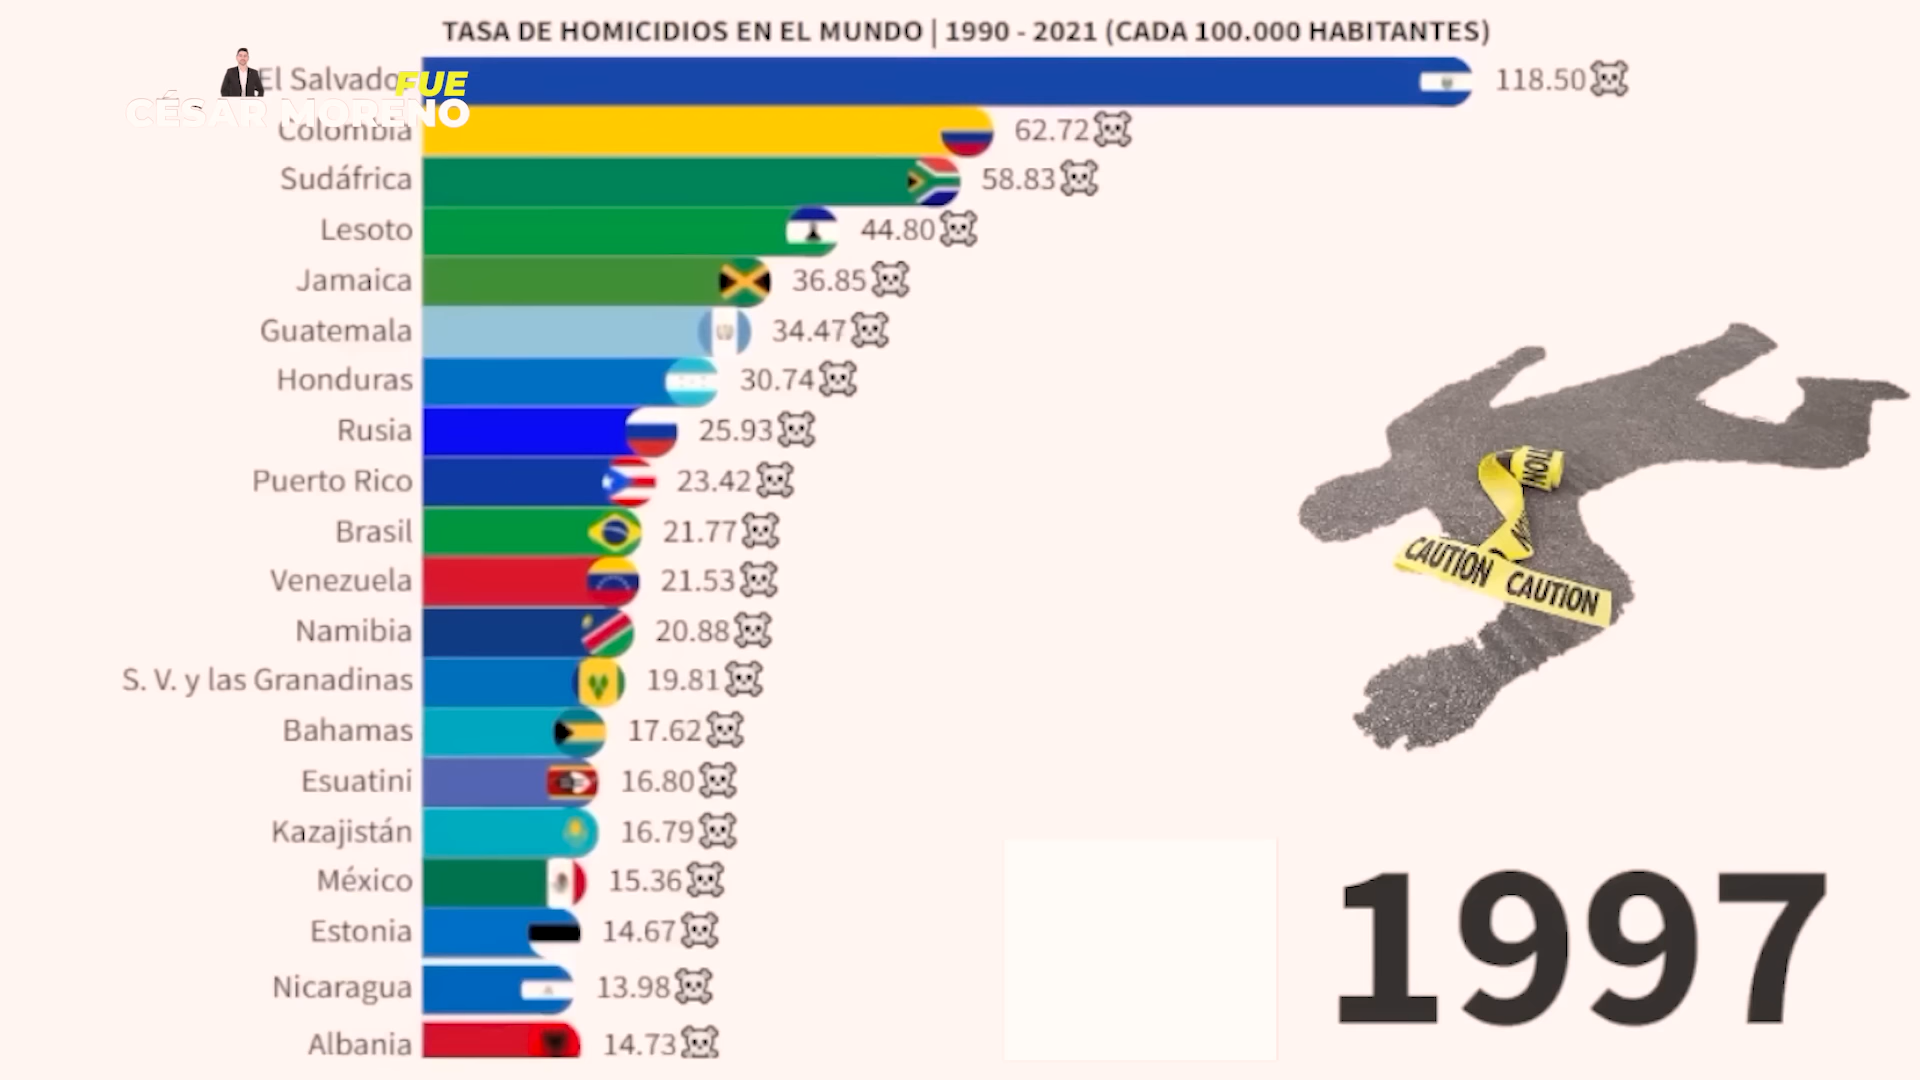 TASA DE HOMICIDIOS EN EL MUNDO | 1990 - 2021 (CADA 100.000 HABITANTES)
FUE
CÉSAR MORENO
El Salvador 118.50
Colombia 62.72
Sudáfrica 58.83
Lesoto 44.80
Jamaica 36.85
Guatemala 34.47
Honduras 30.74
Rusia 25.93
Puerto Rico 23.42
Brasil 21.77
Venezuela 21.53
Namibia 20.88
S. V. y las Granadinas 19.81
Bahamas 17.62
Esuatini 16.80
Kazajistán 16.79
México 15.36
Estonia 14.67
Nicaragua 13.98
Albania 14.73
CAUTION CAUTION
1997